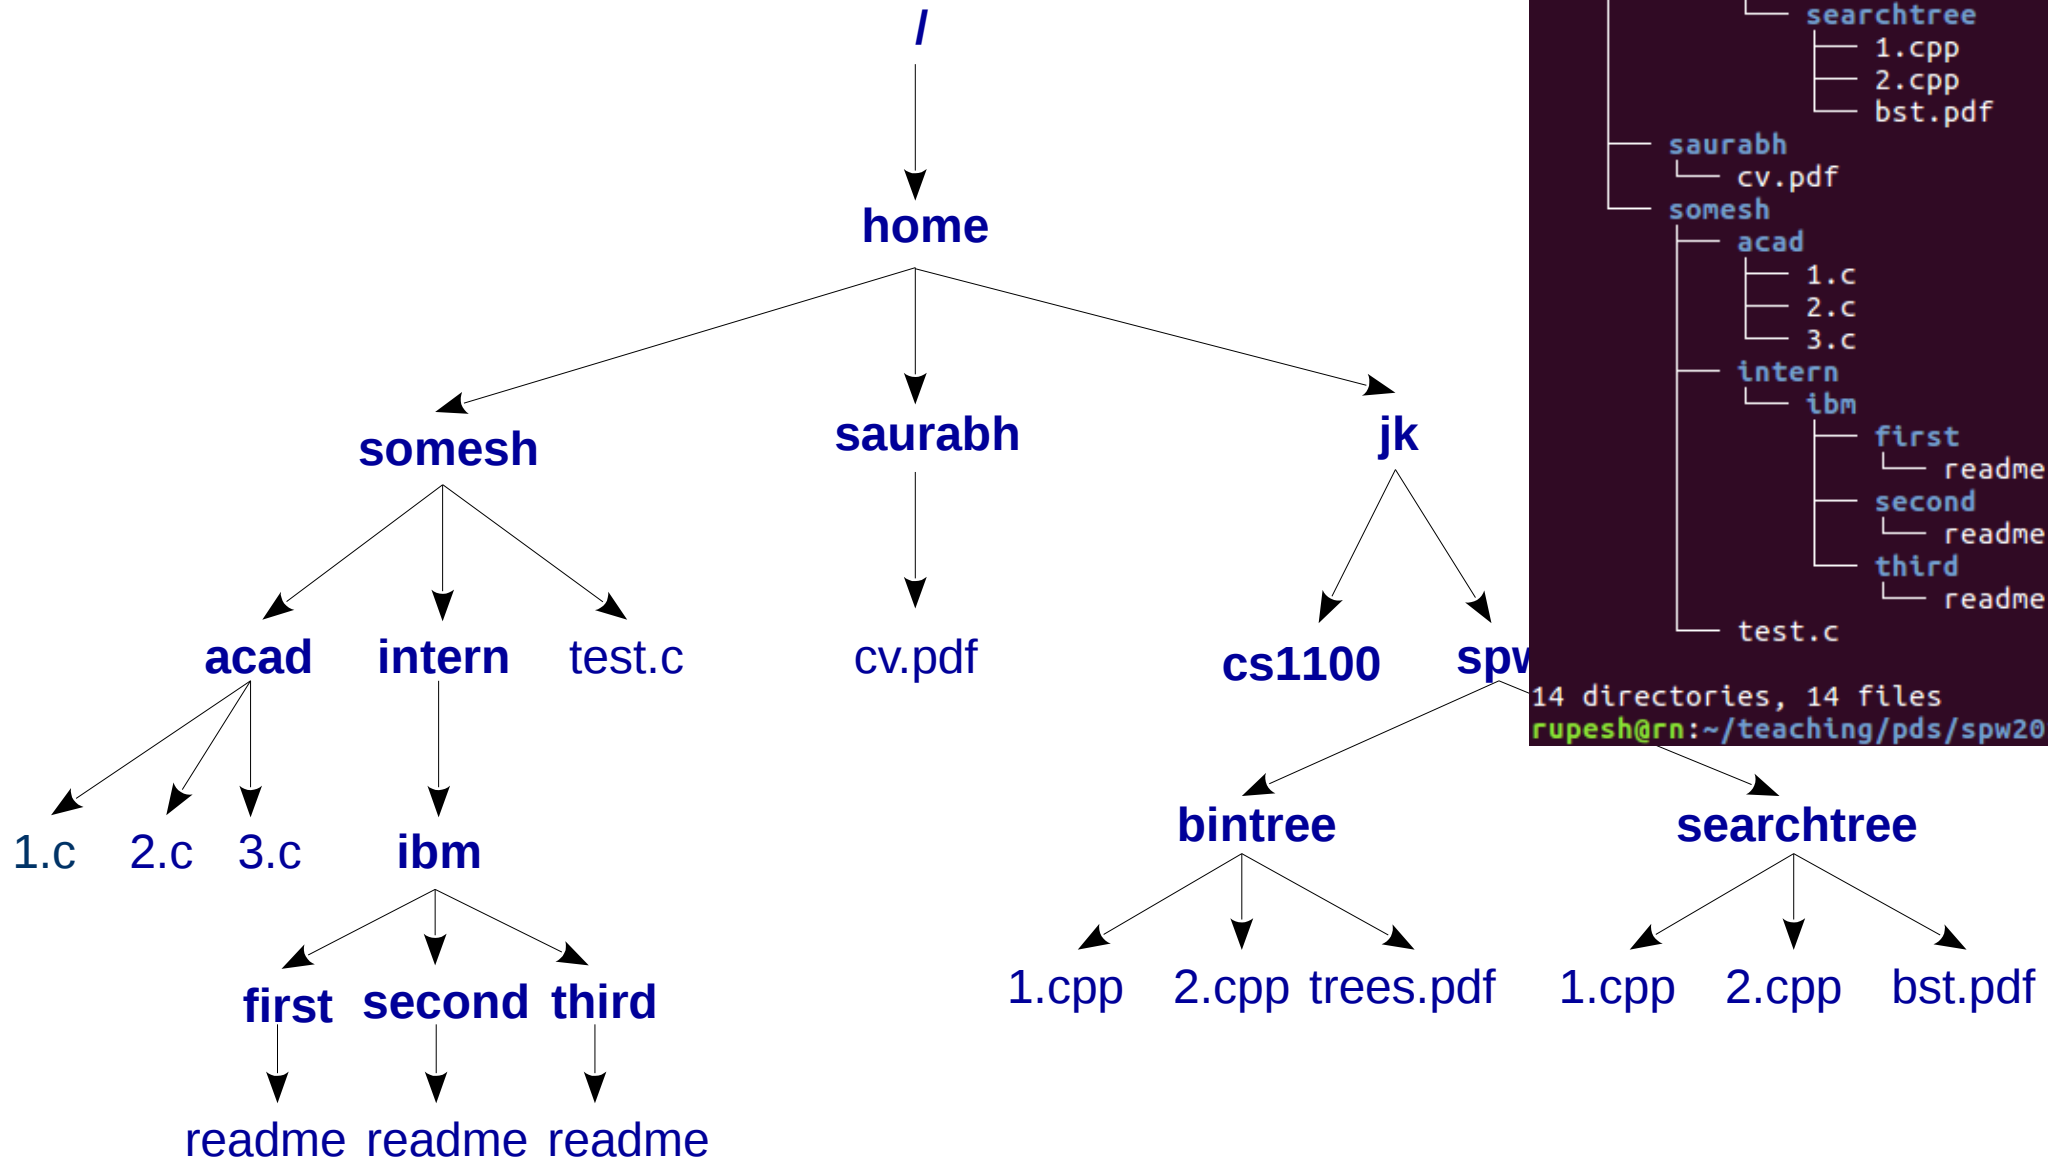 /
home
somesh saurabh jk
acad intern test.c cv.pdf cs1100
1.c 2.c 3.c ibm bintree searchtree
first second third 1.cpp 2.cpp trees.pdf 1.cpp 2.cpp bst.pdf
readme readme readme
searchtree
1.cpp
2.cpp
bst.pdf
saurabh
cv.pdf
somesh
acad
1.c
2.c
3.c
intern
ibm
first
readme
second
readme
third
readme
test.c
14 directories, 14 files
rupesh@rn:~/teaching/pds/spw20